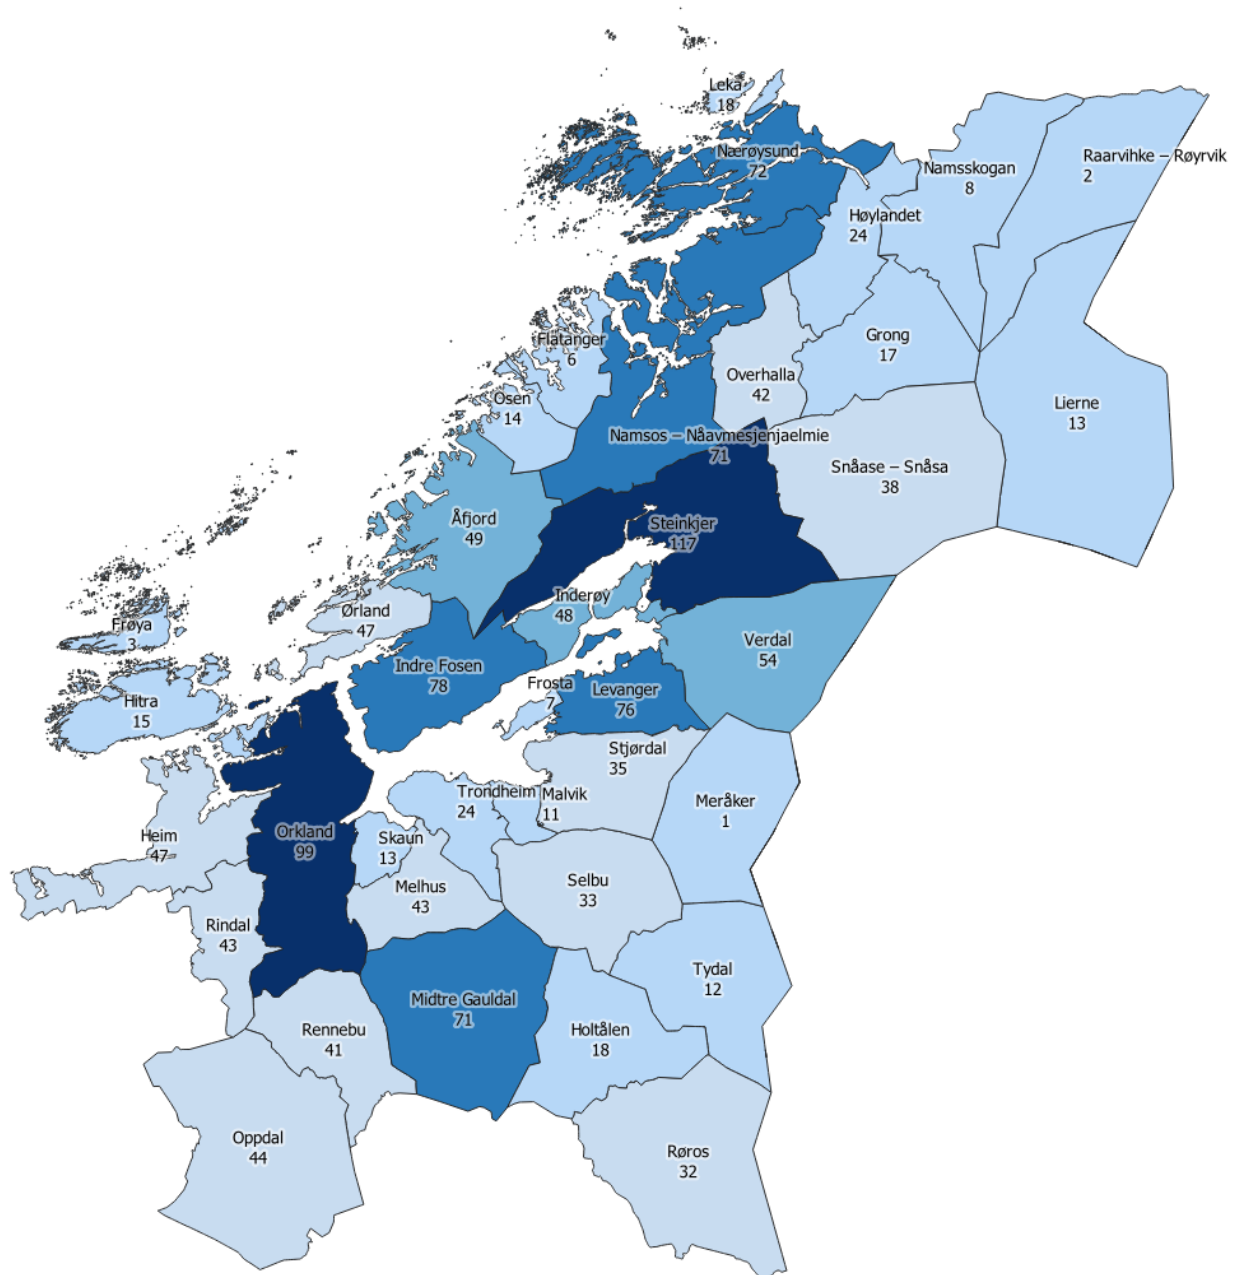 Leka
18
Nærøysund
72
Namsskogan
8
Raarvihke – Røyrvik
2
Høylandet
24
Flatanger
6
Grong
17
Overhalla
42
Osen
14
Lierne
13
Namsos – Nåavmesjenjaelmie
71
Snåase – Snåsa
38
Åfjord
49
Steinkjer
117
Inderøy
48
Ørland
47
Frøya
3
Verdal
54
Indre Fosen
78
Frosta
7
Levanger
76
Hitra
15
Stjørdal
35
Trondheim
24
Malvik
11
Meråker
1
Heim
47
Orkland
99
Skaun
13
Melhus
43
Selbu
33
Rindal
43
Tydal
12
Midtre Gauldal
71
Rennebu
41
Holtålen
18
Oppdal
44
Røros
32